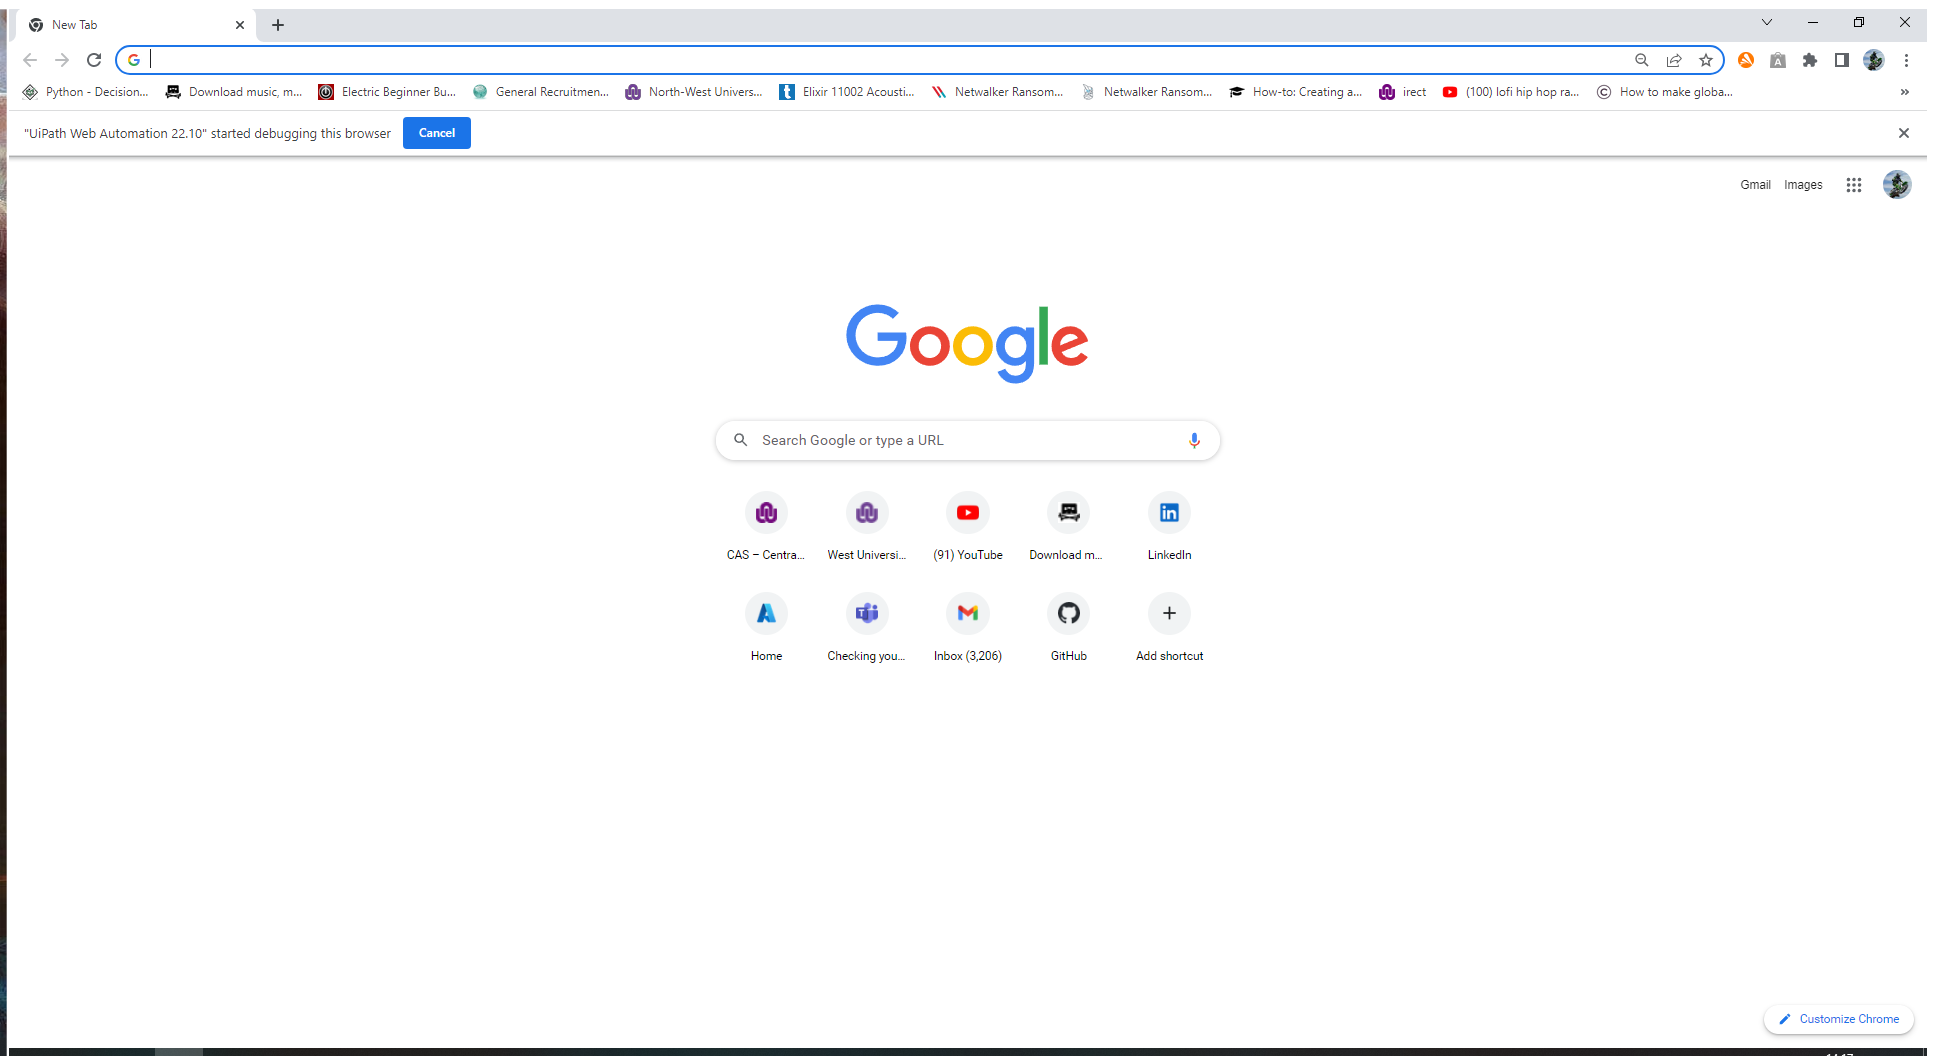 New Tab
Python - Decision... Download music, m... Electric Beginner Bu... General Recruitmen... North-West Univers... Elixir 11002 Acousti... Netwalker Ransom... Netwalker Ransom... How-to: Creating a... irect (100) lofi hip hop ra... How to make globa... »
"UiPath Web Automation 22.10" started debugging this browser Cancel
Gmail Images
Google
Search Google or type a URL
CAS – Centra... West Universi... (91) YouTube Download m... LinkedIn
Home Checking you... Inbox (3,206) GitHub Add shortcut
Customize Chrome